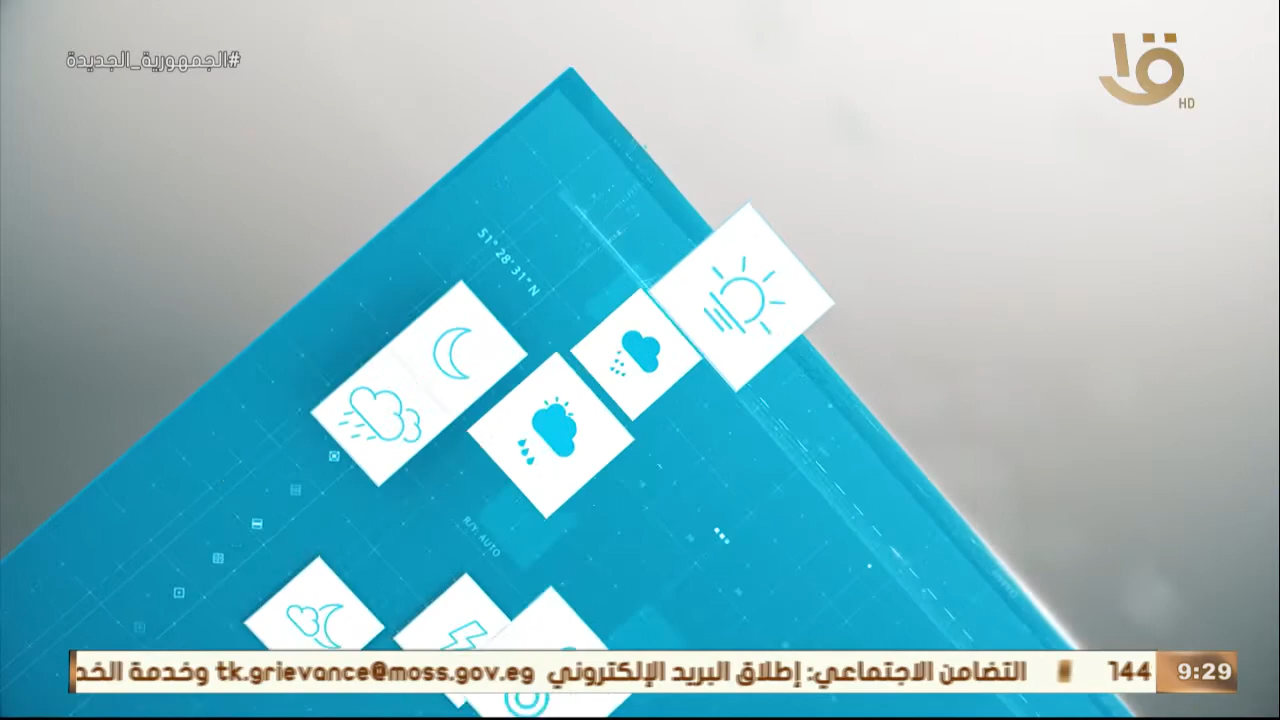 #الجمهورية_الجديدة
HD
51° 28' 31" N
R/Y AUTO
144 # التضامن الاجتماعي: إطلاق البريد الإلكتروني tk.grievance@moss.gov.eg وخدمة الخد
9:29